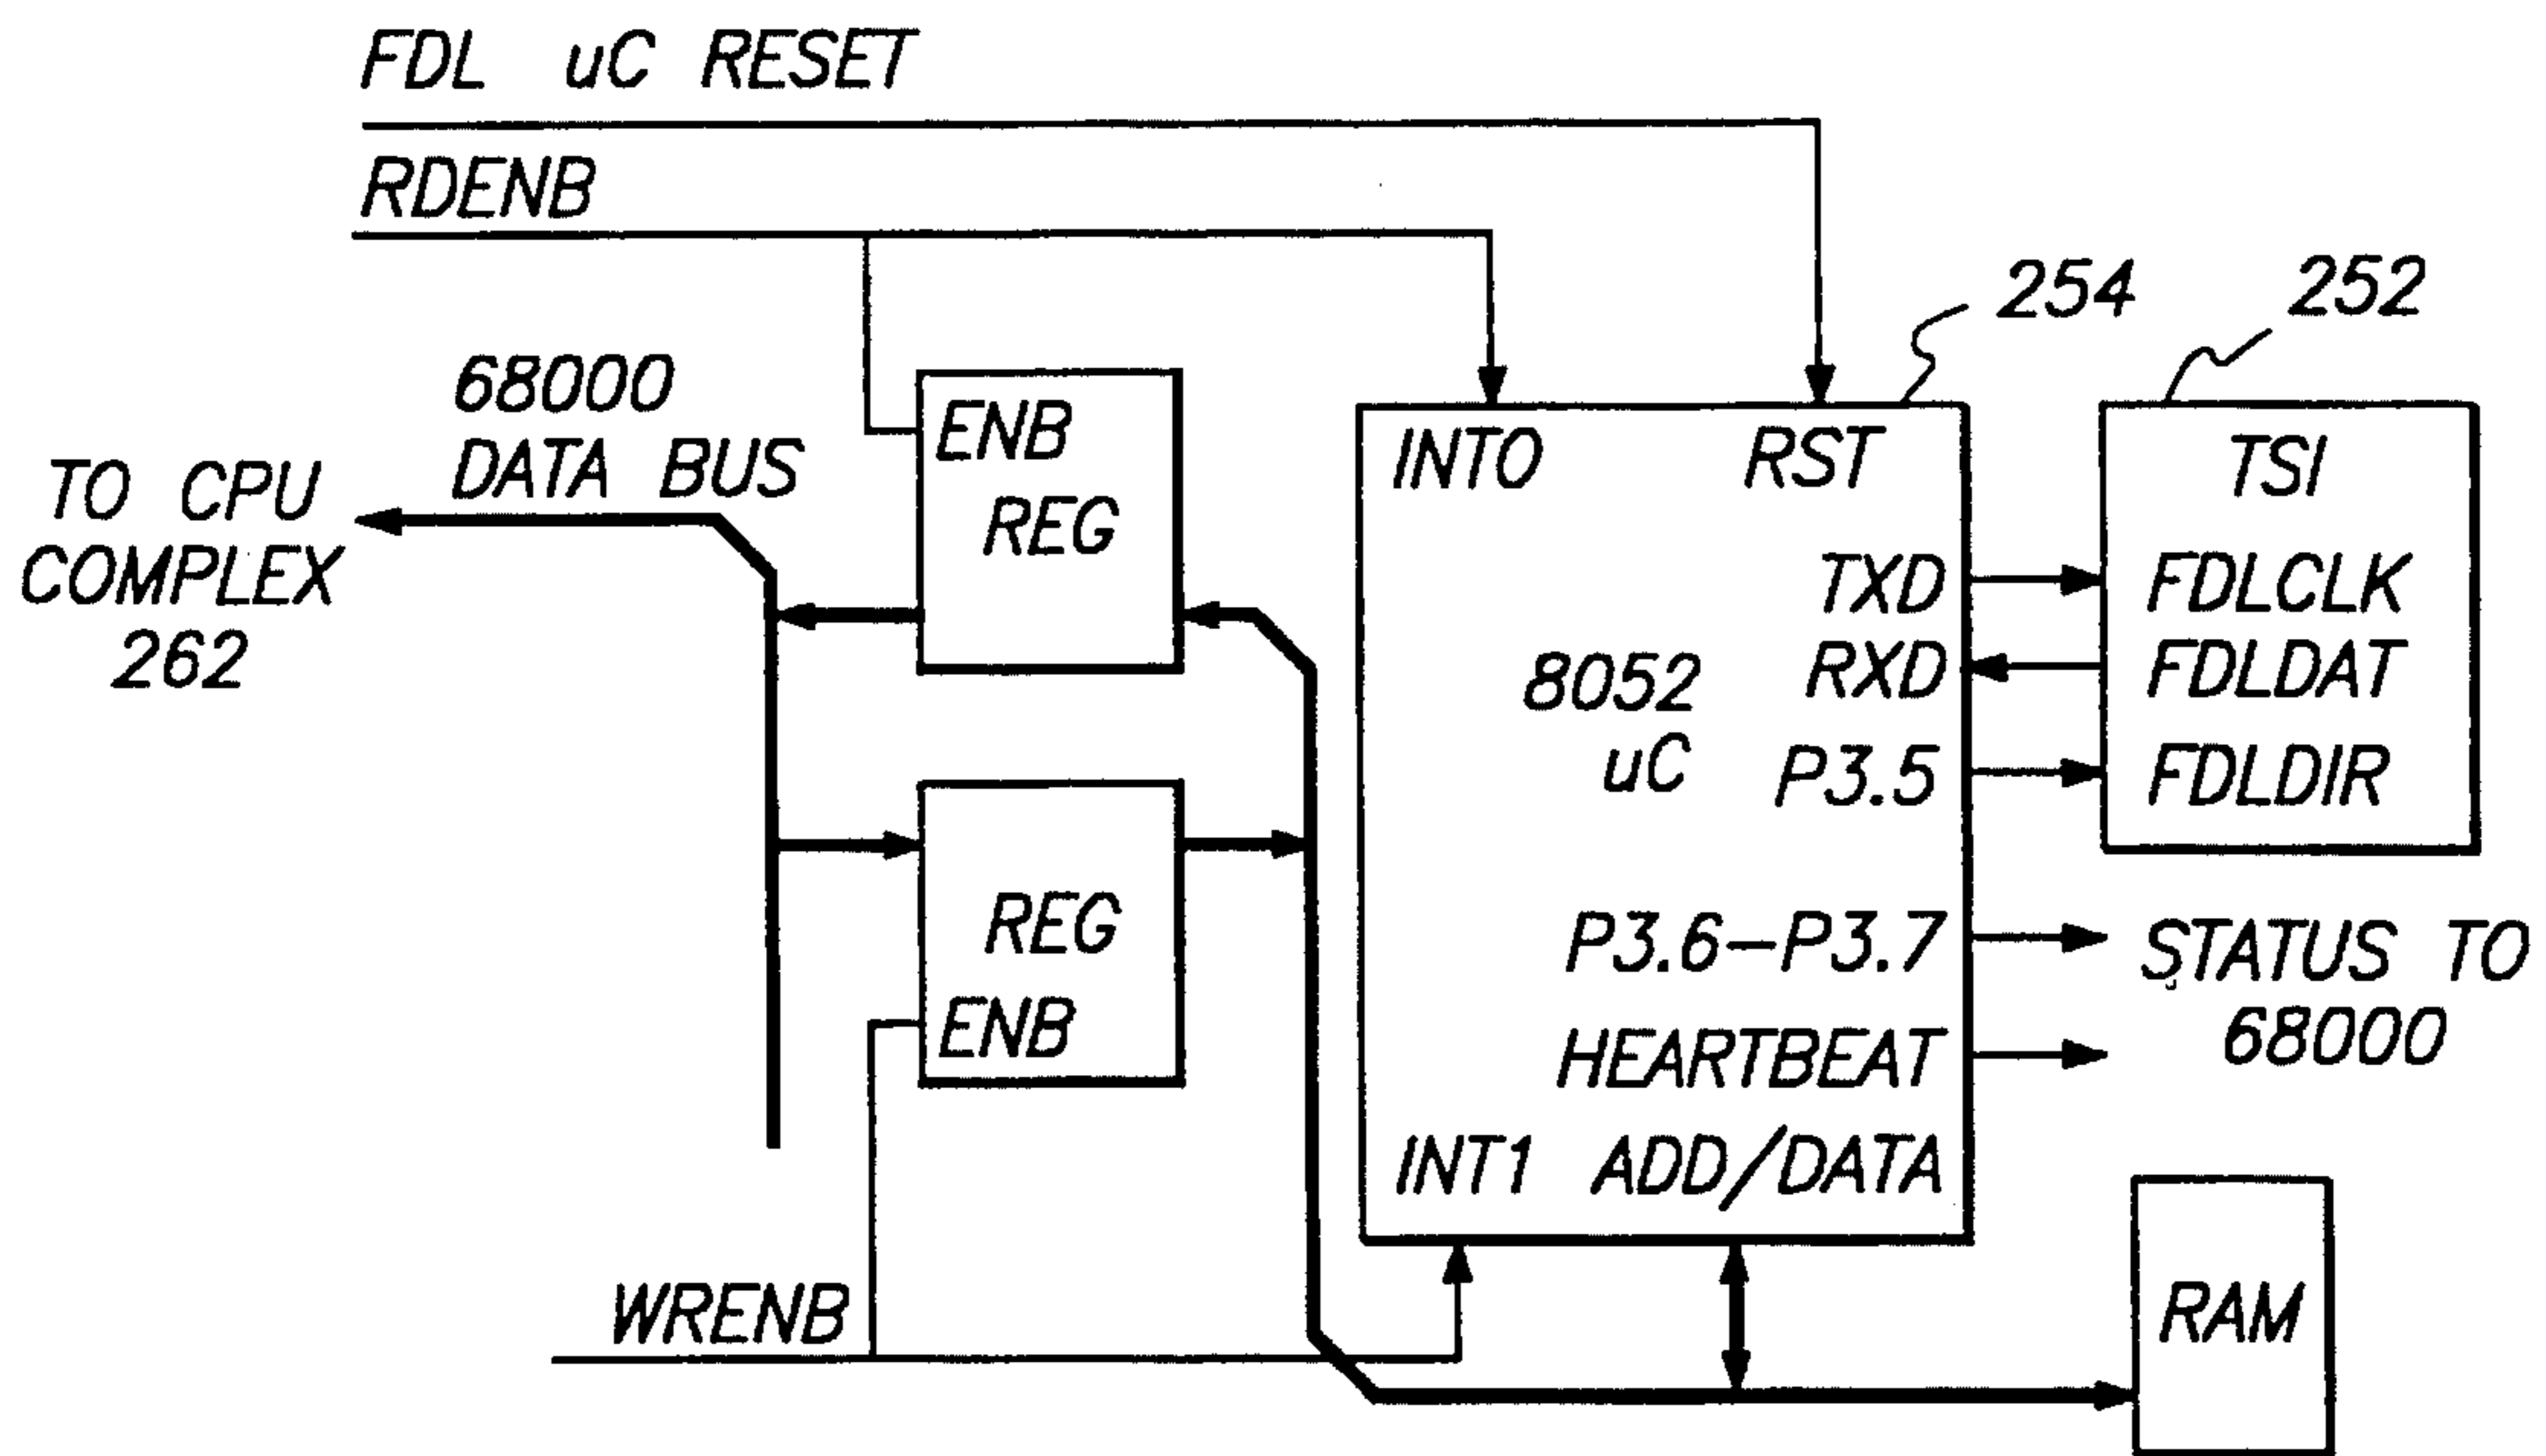 FDL uC RESET
RDENB
254
252
68000
DATA BUS
TO CPU
COMPLEX
262
ENB
REG
INTO
RST
TSI
TXD
FDLCLK
RXD
FDLDAT
8052
uC
P3.5
FDLDIR
REG
ENB
P3.6-P3.7
STATUS TO
68000
HEARTBEAT
INT1 ADD/DATA
WRENB
RAM